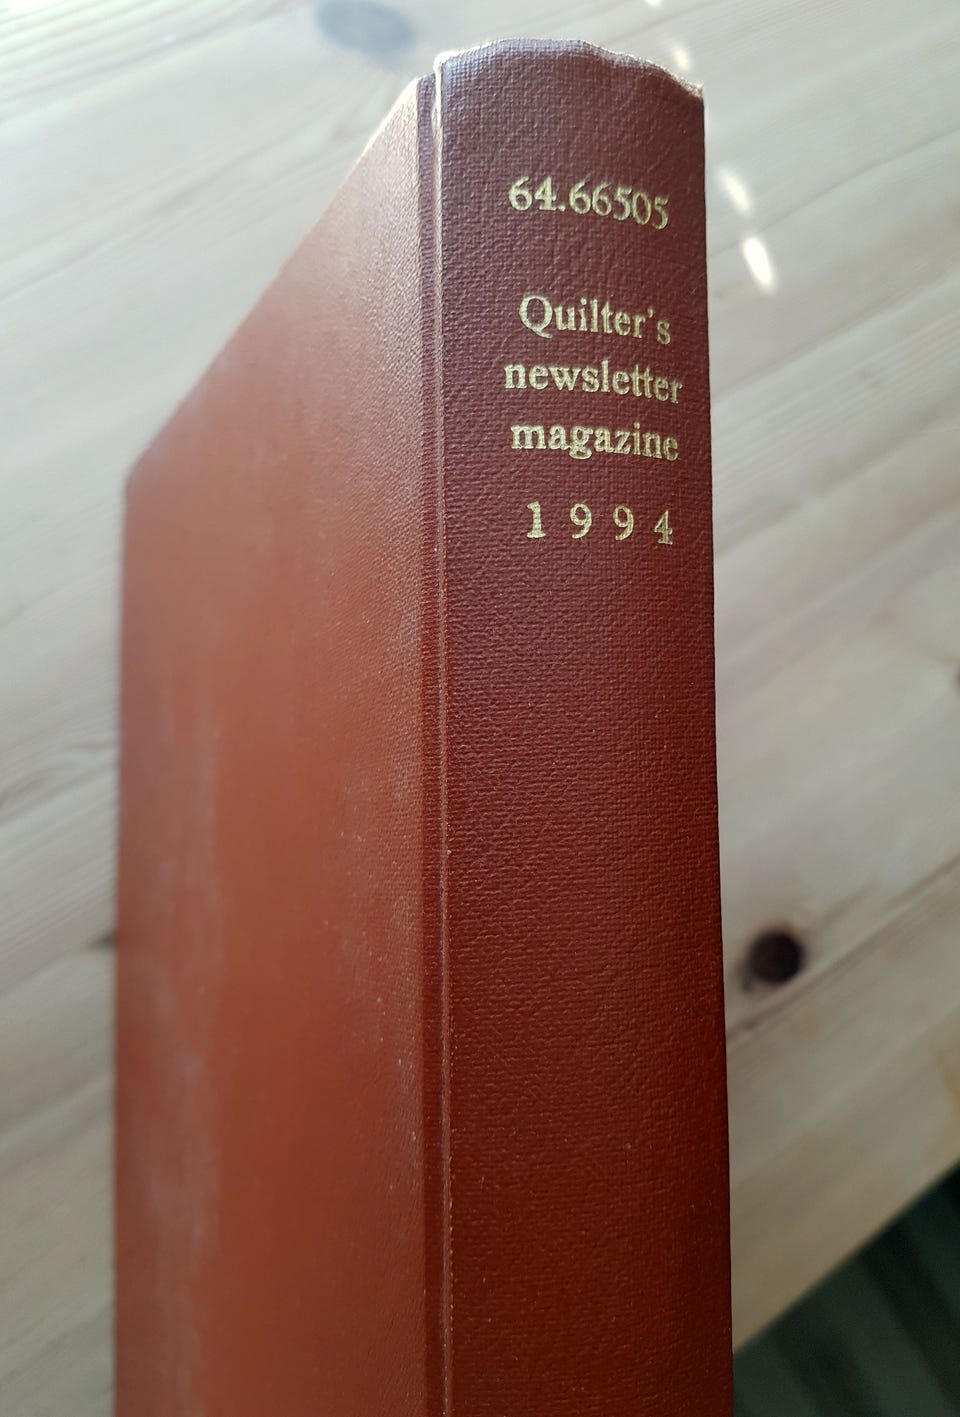 64.66505
Quilter's
newsletter
magazine
1994